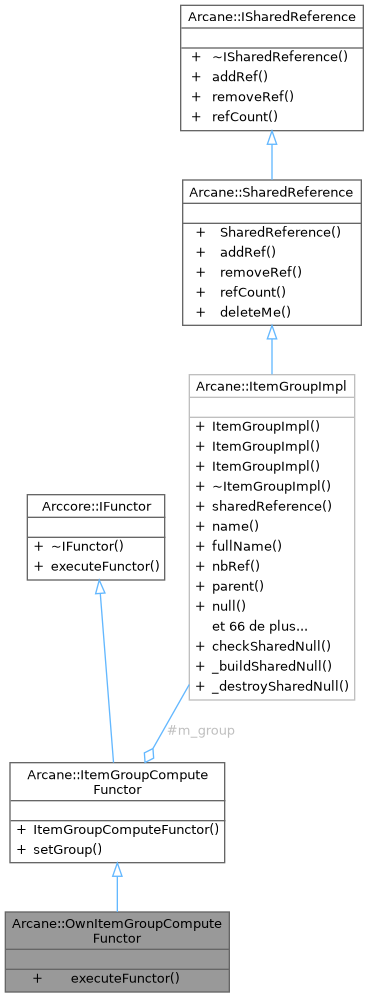 Arcane::ISharedReference
+ ~ISharedReference()
+ addRef()
+ removeRef()
+ refCount()
Arcane::SharedReference
+ SharedReference()
+ addRef()
+ removeRef()
+ refCount()
+ deleteMe()
Arcane::ItemGroupImpl
+ ItemGroupImpl()
+ ItemGroupImpl()
+ ItemGroupImpl()
+ ~ItemGroupImpl()
+ sharedReference()
+ name()
+ fullName()
+ nbRef()
+ parent()
+ null()
et 66 de plus...
+ checkSharedNull()
+ _buildSharedNull()
+ _destroySharedNull()
Arccore::IFunctor
+ ~IFunctor()
+ executeFunctor()
#m_group
Arcane::ItemGroupCompute
Functor
+ ItemGroupComputeFunctor()
+ setGroup()
Arcane::OwnItemGroupCompute
Functor
+ executeFunctor()